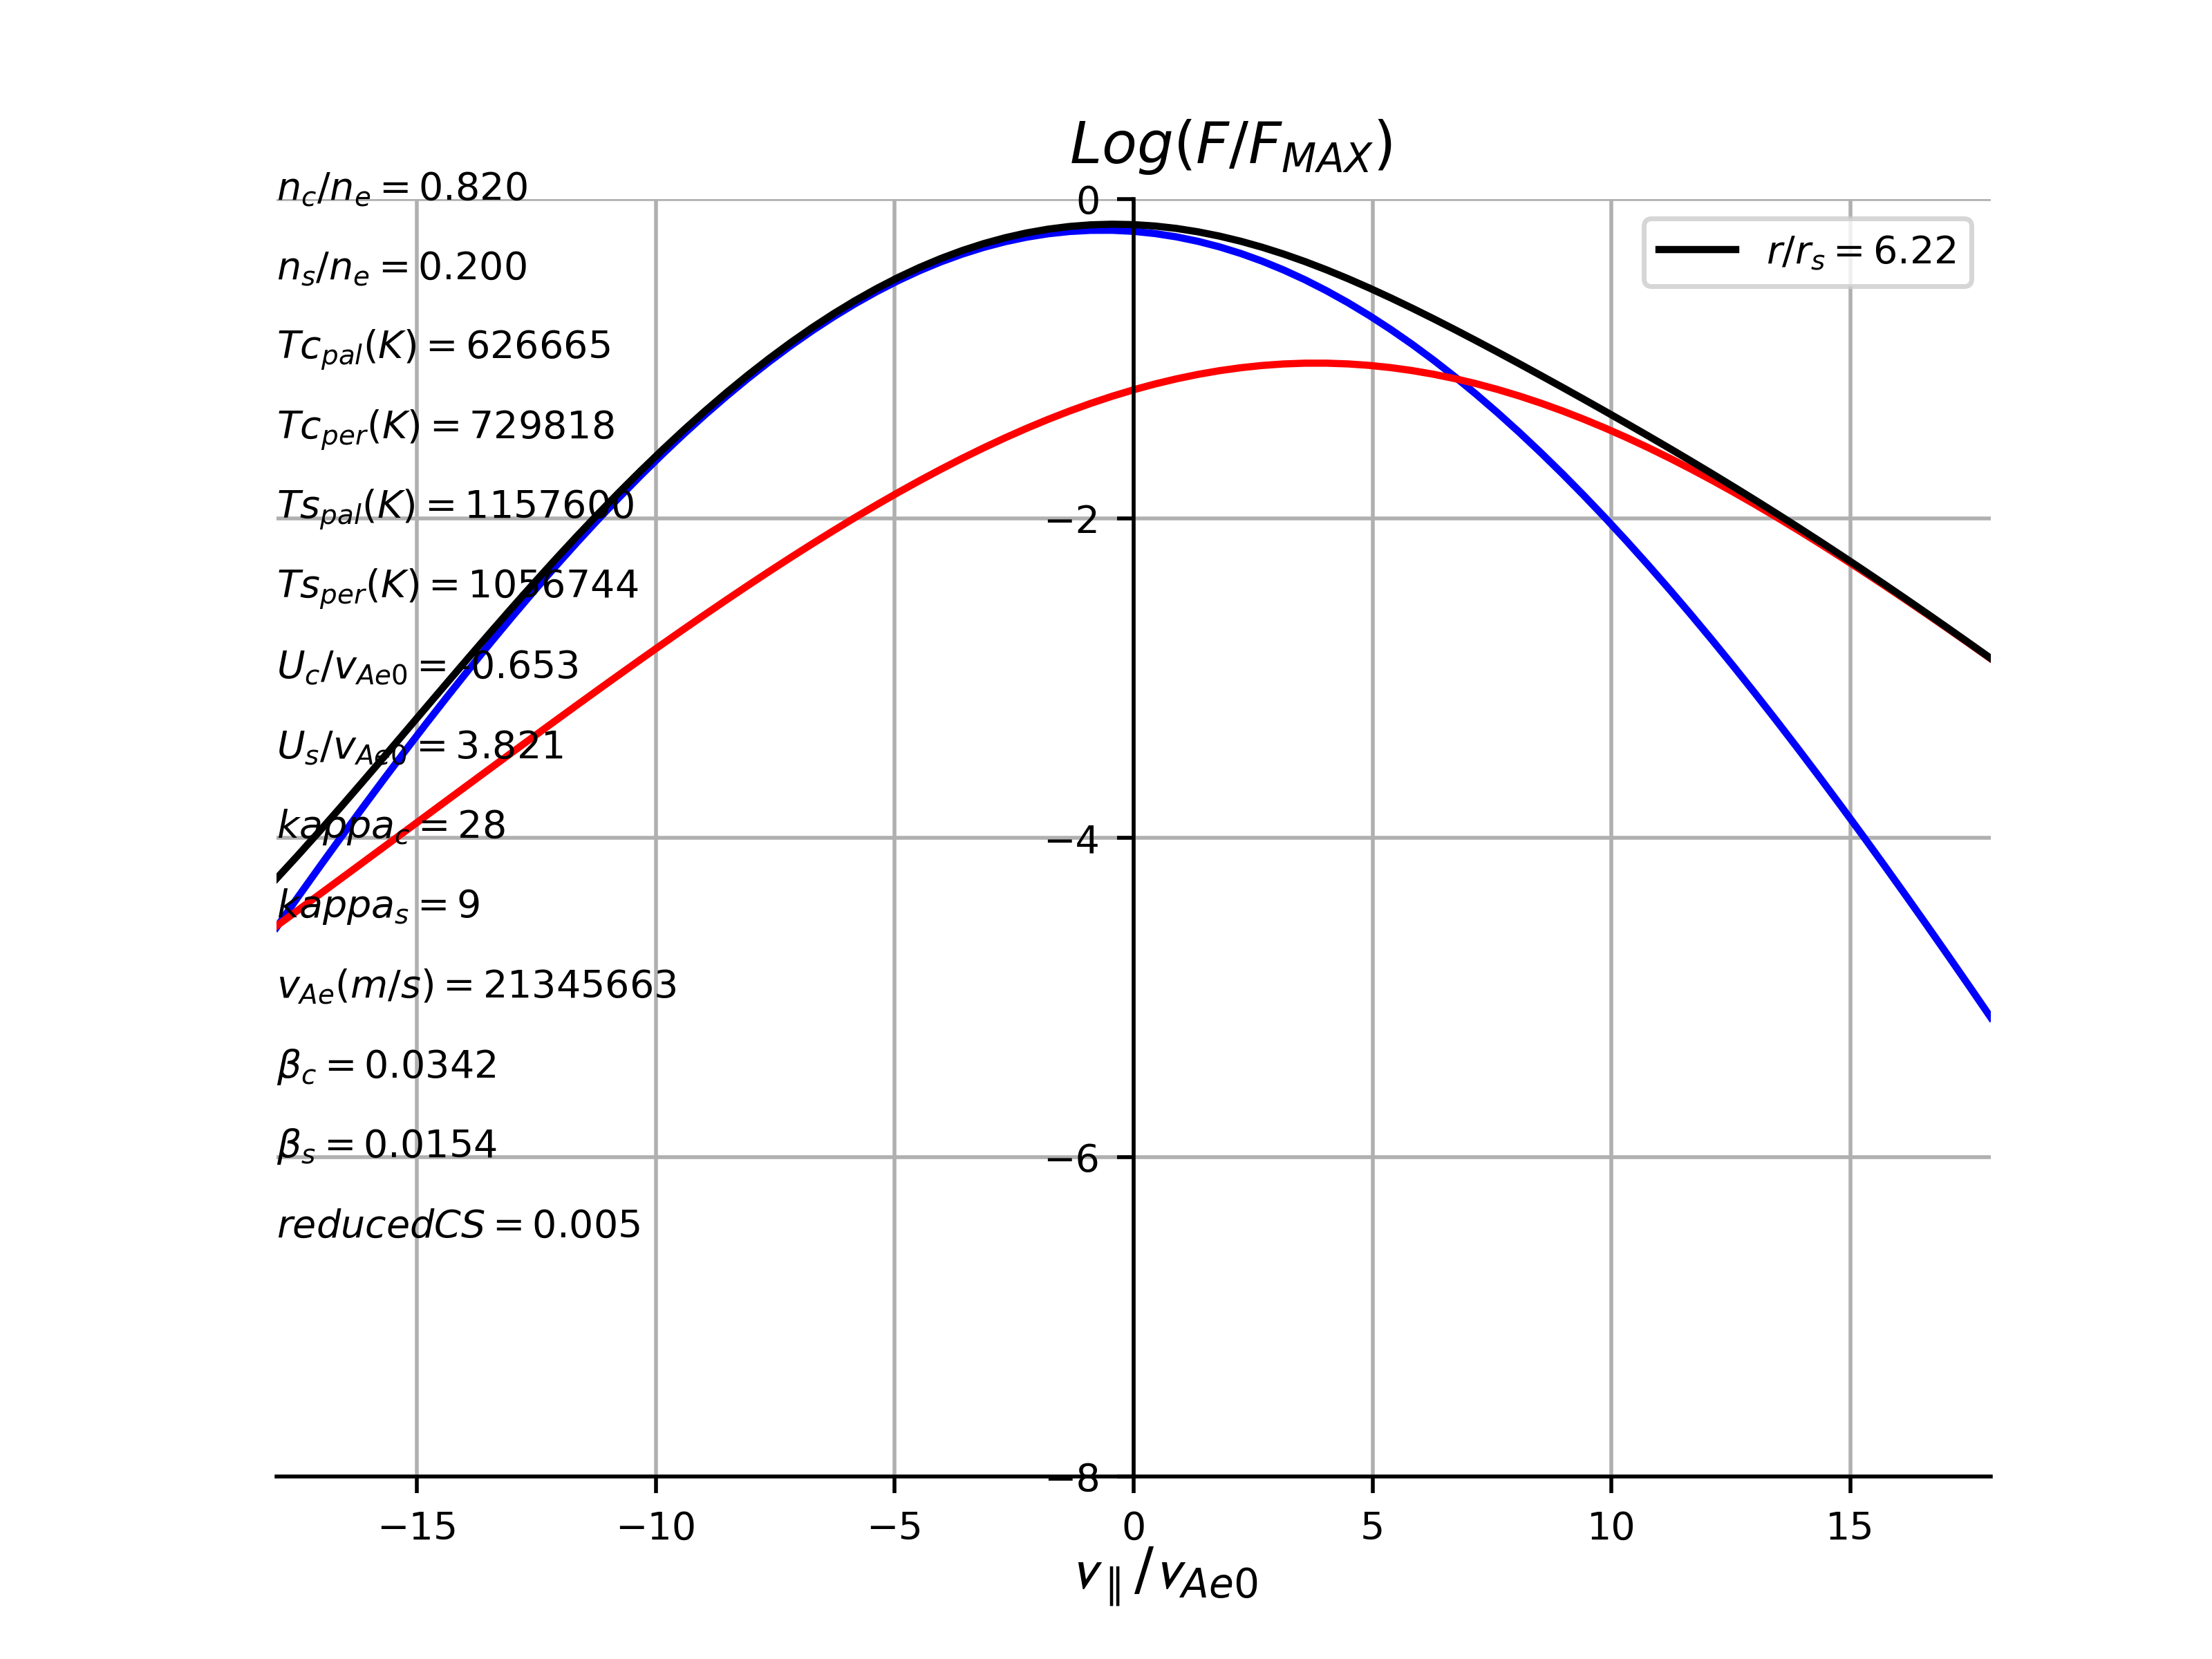 Log(F/F_MAX)
n_c/n_e = 0.820
0
n_s/n_e = 0.200
r/r_s = 6.22
Tc_pal(K) = 626665
Tc_per(K) = 729818
Ts_pal(K) = 1157600
−2
Ts_per(K) = 1056744
U_c/v_Ae0 = −0.653
U_s/v_Ae0 = 3.821
kappa_c = 28
−4
kappa_s = 9
v_Ae(m/s) = 21345663
β_c = 0.0342
β_s = 0.0154
−6
reducedCS = 0.005
−8
−15 −10 −5 0 5 10 15
v_∥/v_Ae0